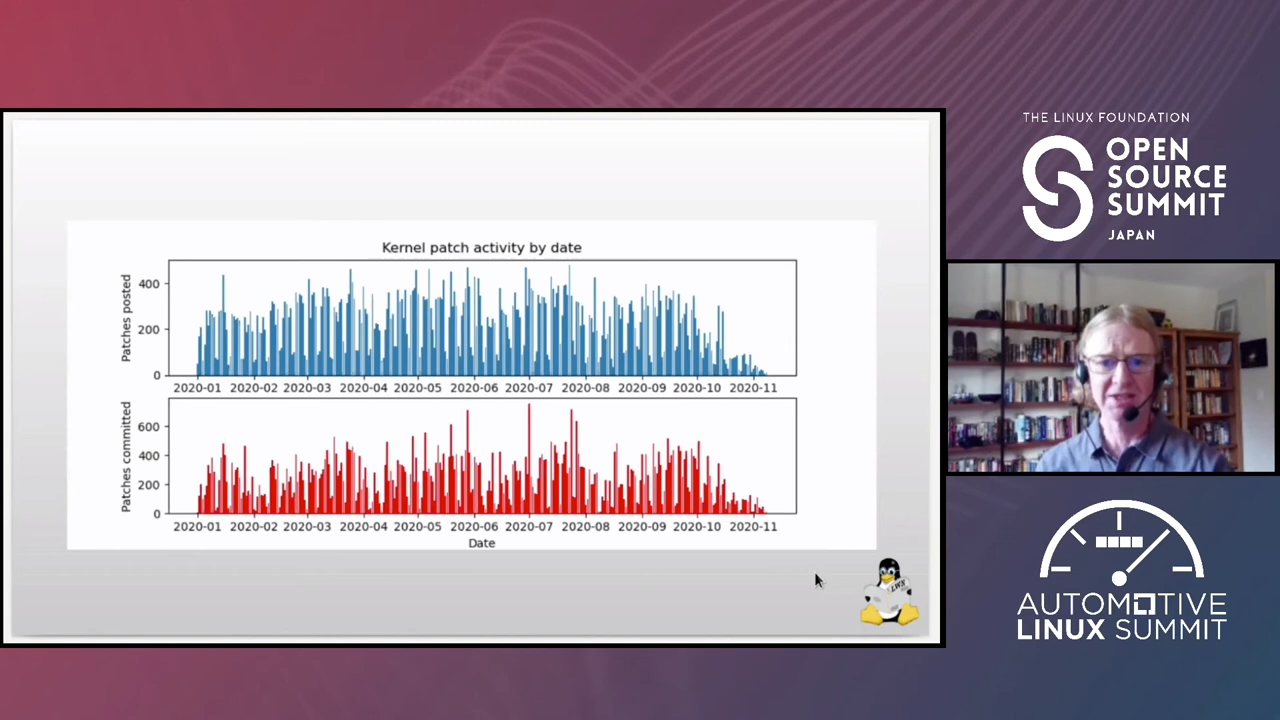 Kernel patch activity by date
Patches posted
400
200
0
2020-01 2020-02 2020-03 2020-04 2020-05 2020-06 2020-07 2020-08 2020-09 2020-10 2020-11
Patches committed
600
400
200
0
2020-01 2020-02 2020-03 2020-04 2020-05 2020-06 2020-07 2020-08 2020-09 2020-10 2020-11
Date
LWN
THE LINUX FOUNDATION
OPEN
SOURCE
SUMMIT
JAPAN
AUTOMOTIVE
LINUX SUMMIT